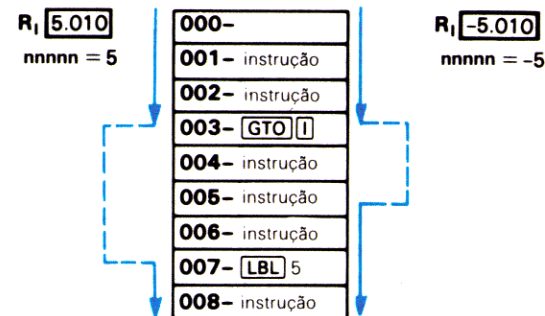 R_I 5.010
nnnnn = 5
000-
001- instrução
002- instrução
003- GTO I
004- instrução
005- instrução
006- instrução
007- LBL 5
008- instrução
R_I -5.010
nnnnn = -5